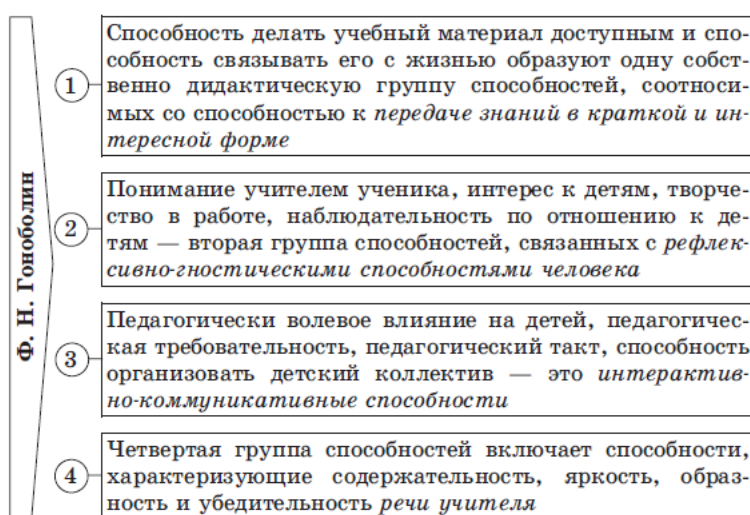 Ф. Н. Гоноболин
1
Способность делать учебный материал доступным и спо-
собность связывать его с жизнью образуют одну собст-
венно дидактическую группу способностей, соотноси-
мых со способностью к передаче знаний в краткой и ин-
тересной форме
2
Понимание учителем ученика, интерес к детям, творче-
ство в работе, наблюдательность по отношению к де-
тям — вторая группа способностей, связанных с рефлек-
сивно-гностическими способностями человека
3
Педагогически волевое влияние на детей, педагогичес-
кая требовательность, педагогический такт, способность
организовать детский коллектив — это интерактив-
но-коммуникативные способности
4
Четвертая группа способностей включает способности,
характеризующие содержательность, яркость, образ-
ность и убедительность речи учителя